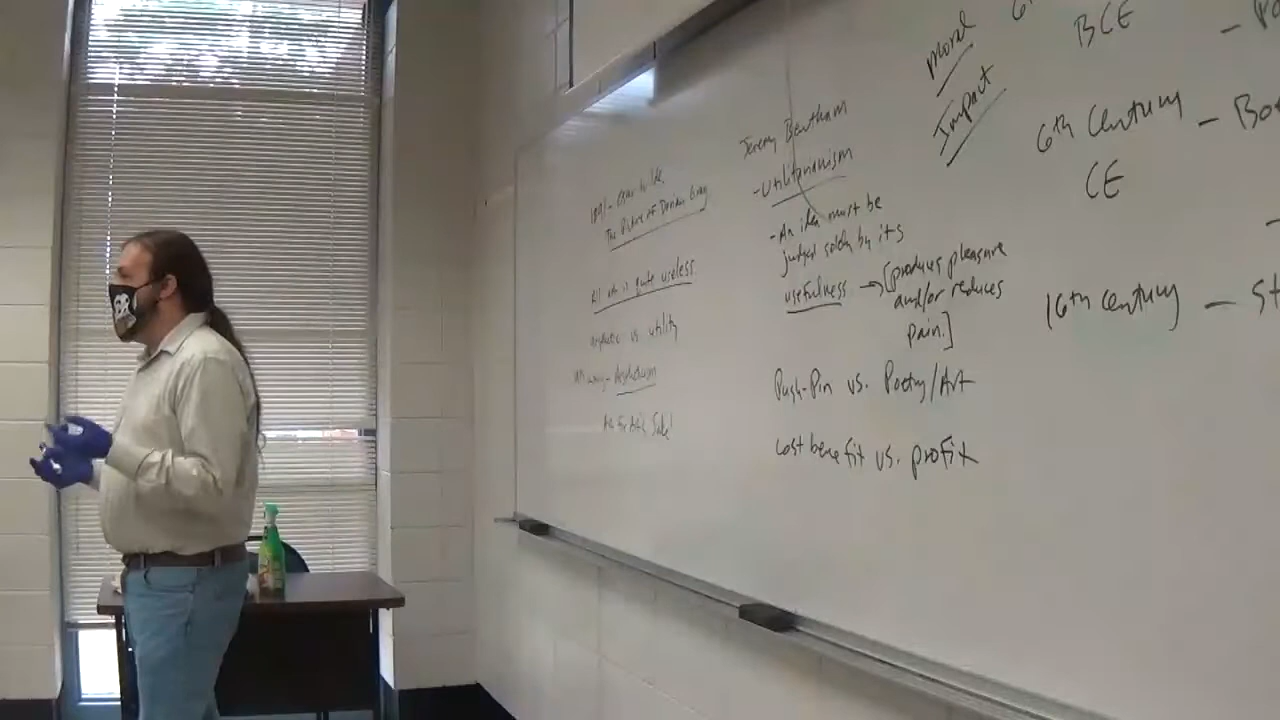 1891 - Oscar Wilde
The Picture of Dorian Gray
All art is quite useless.
aesthetic vs utility
Aestheticism
Art for Art's Sake!
Jeremy Bentham
- Utilitarianism
- An idea must be
judged solely by its
usefulness → [produces pleasure
and/or reduces
pain.]
Push-Pin vs. Poetry/Art
cost benefit vs. profit
Moral
Impact
BCE
6th Century -
CE
16th century -